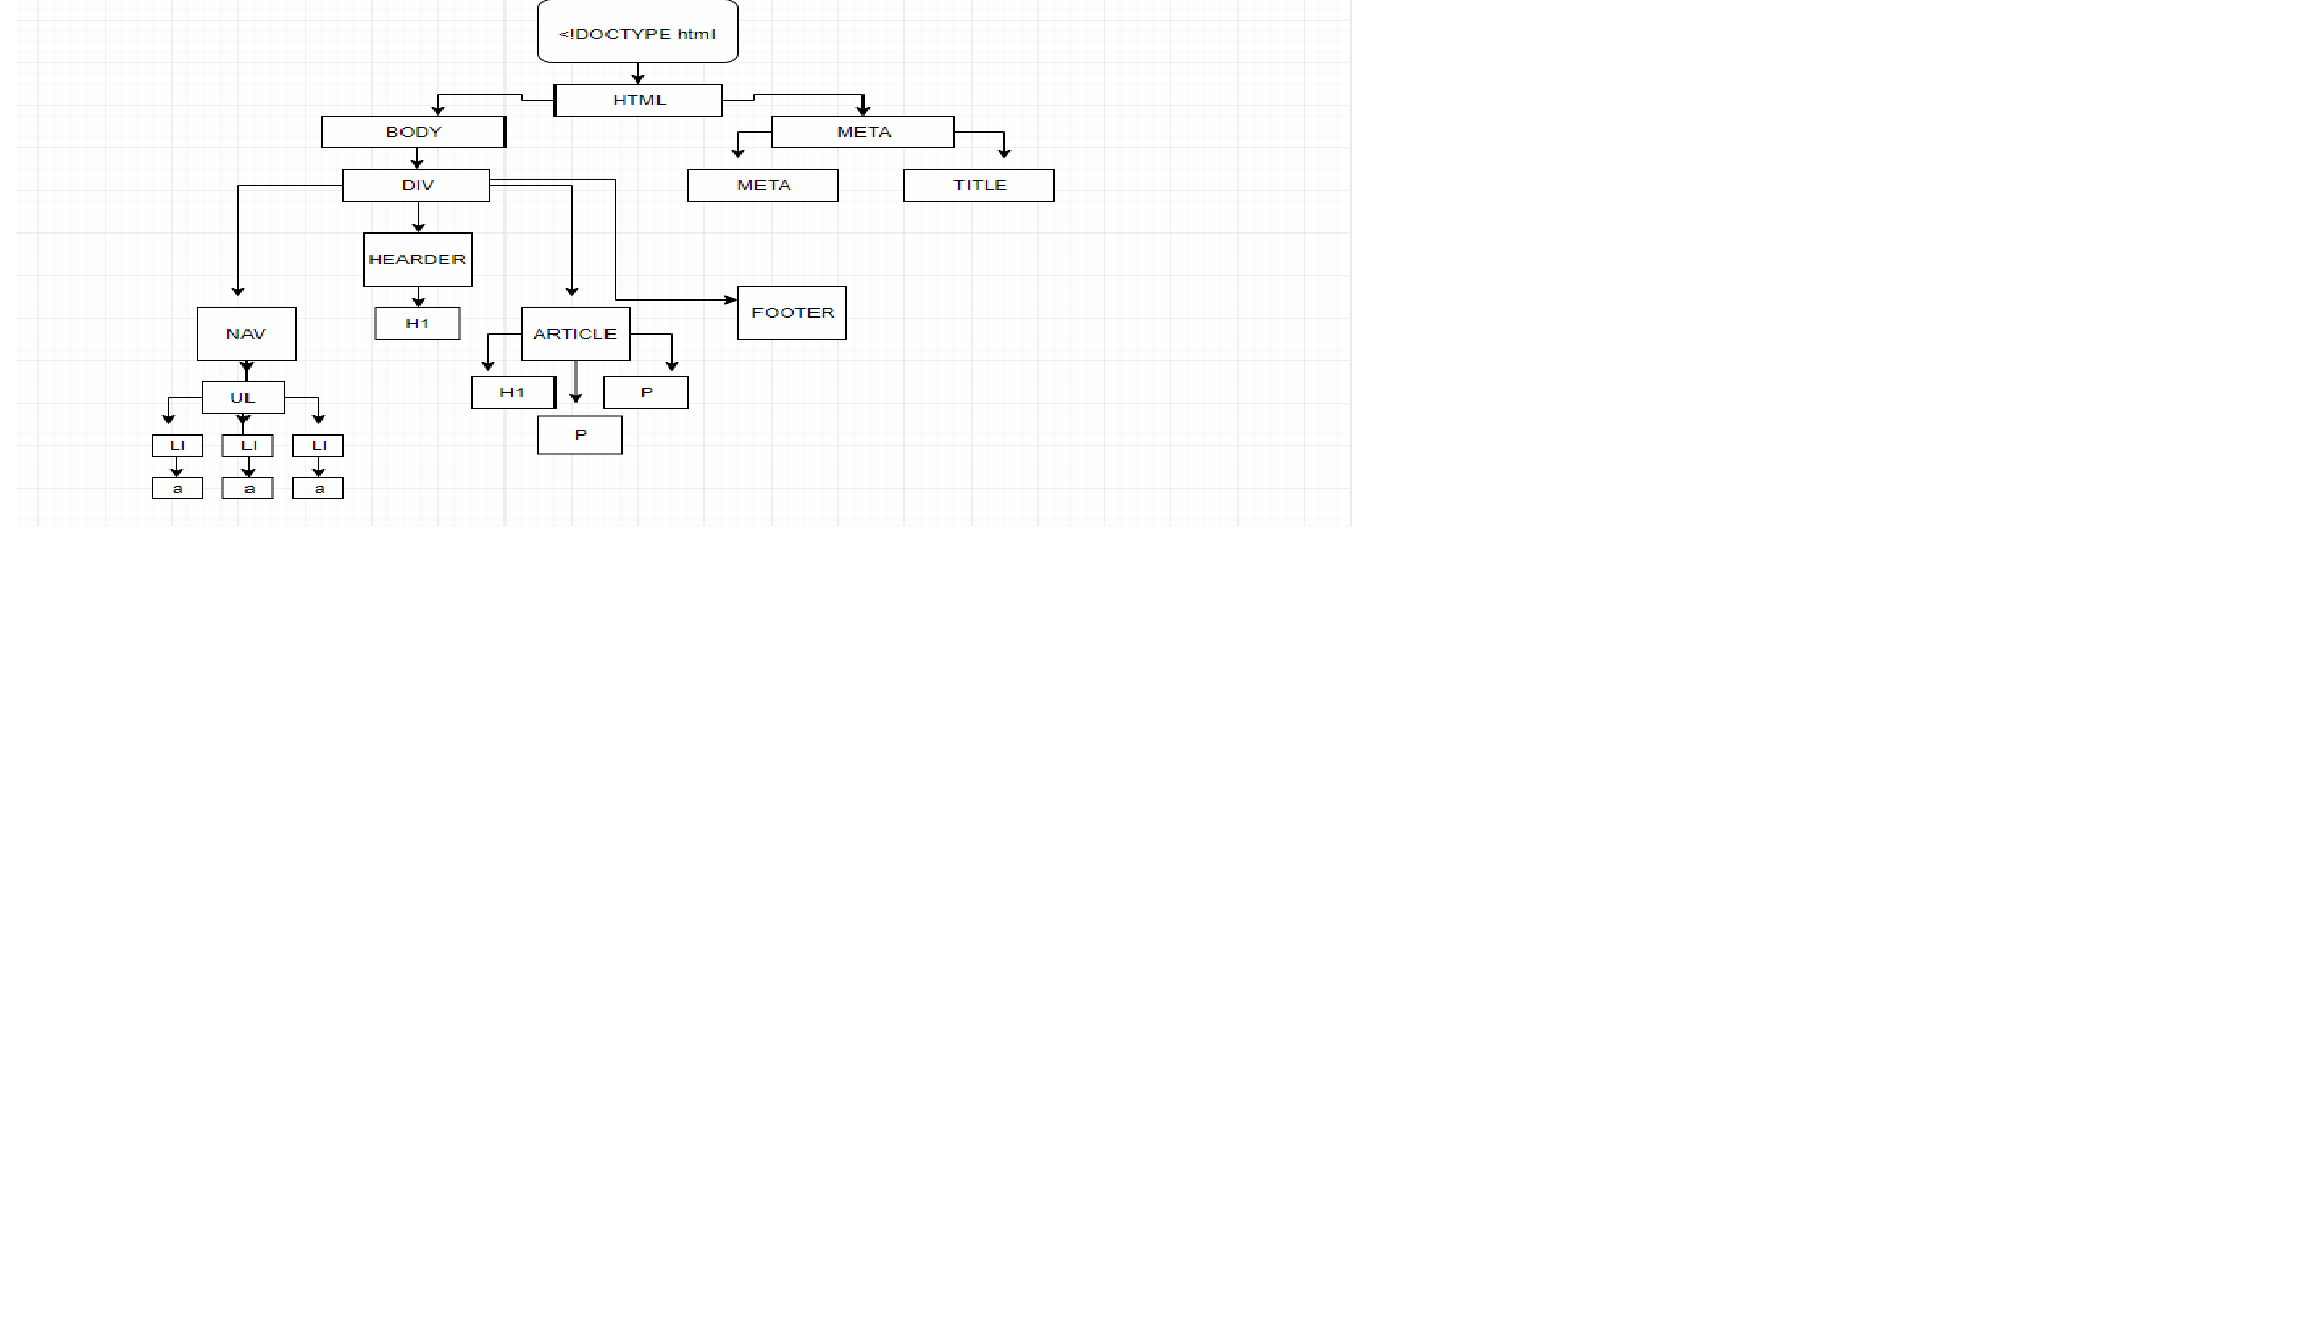 <!DOCTYPE html
HTML
BODY
META
DIV
META
TITLE
HEARDER
FOOTER
H1
NAV
ARTICLE
H1
P
UL
P
LI
LI
LI
a
a
a